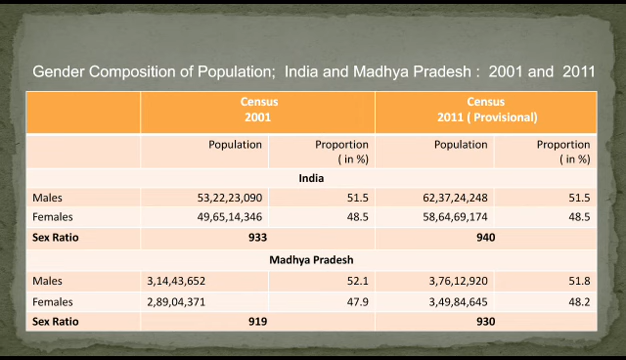 Gender Composition of Population;  India and Madhya Pradesh :  2001 and  2011
Census 2001 Census 2011 ( Provisional)
Population Proportion ( in %) Population Proportion ( in %)
India
Males 53,22,23,090 51.5 62,37,24,248 51.5
Females 49,65,14,346 48.5 58,64,69,174 48.5
Sex Ratio 933 940
Madhya Pradesh
Males 3,14,43,652 52.1 3,76,12,920 51.8
Females 2,89,04,371 47.9 3,49,84,645 48.2
Sex Ratio 919 930